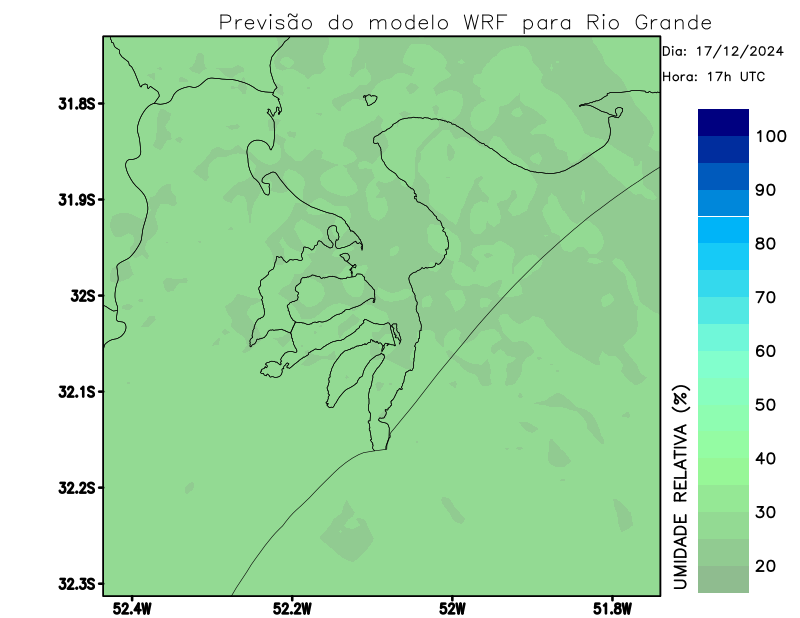 Previsão do modelo WRF para Rio Grande
Dia: 17/12/2024
Hora: 17h UTC
31.8S
31.9S
32S
32.1S
32.2S
32.3S
52.4W
52.2W
52W
51.8W
100
90
80
70
60
50
40
30
20
UMIDADE RELATIVA (%)